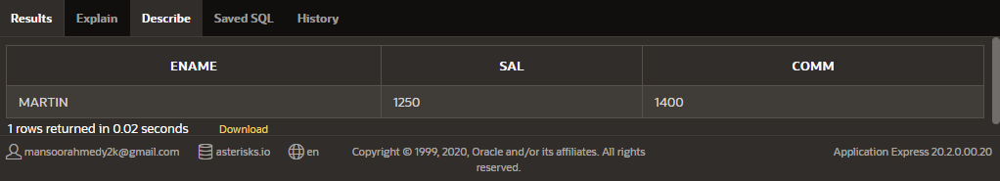 Results Explain Describe Saved SQL History
ENAME SAL COMM
MARTIN 1250 1400
1 rows returned in 0.02 seconds Download
mansoorahmedy2k@gmail.com asterisks.io en Copyright © 1999, 2020, Oracle and/or its affiliates. All rights Application Express 20.2.0.00.20
reserved.